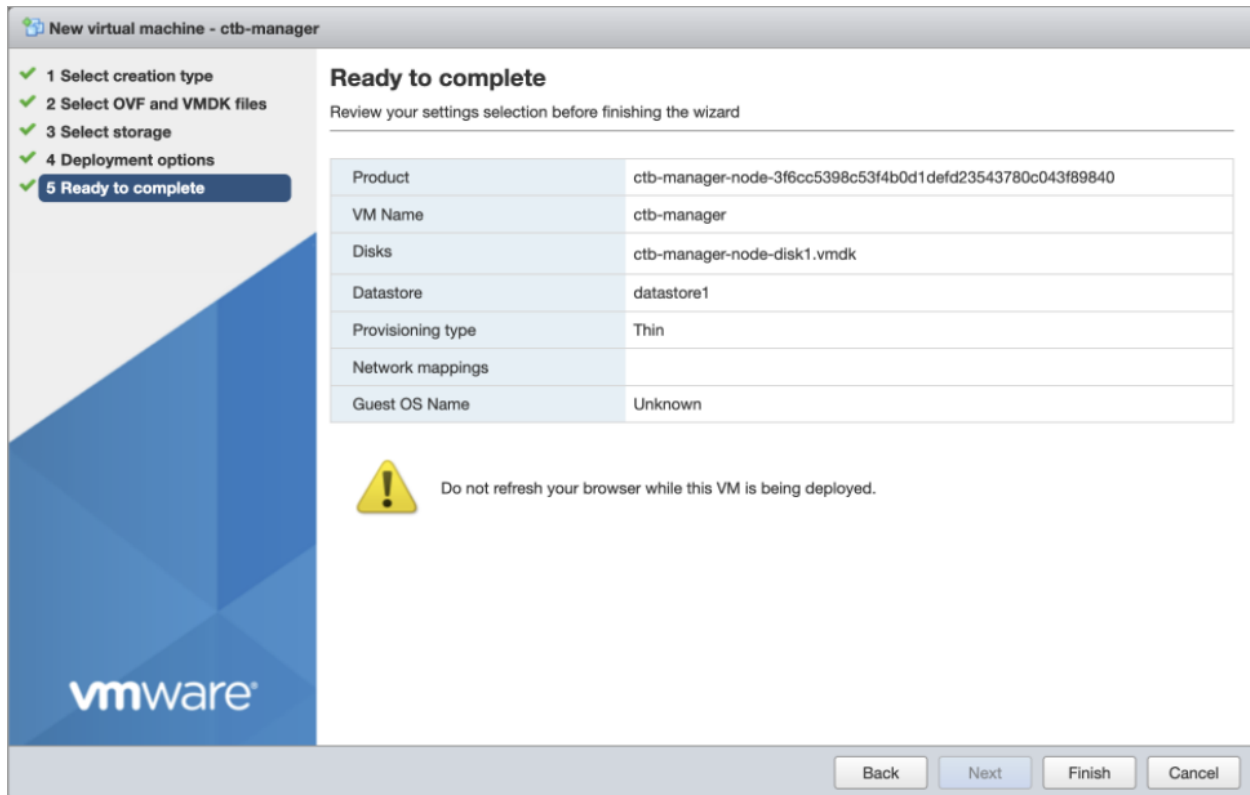 New virtual machine - ctb-manager
1 Select creation type
2 Select OVF and VMDK files
3 Select storage
4 Deployment options
5 Ready to complete
Ready to complete
Review your settings selection before finishing the wizard
Product ctb-manager-node-3f6cc5398c53f4b0d1defd23543780c043f89840
VM Name ctb-manager
Disks ctb-manager-node-disk1.vmdk
Datastore datastore1
Provisioning type Thin
Network mappings
Guest OS Name Unknown
Do not refresh your browser while this VM is being deployed.
vmware®
Back Next Finish Cancel